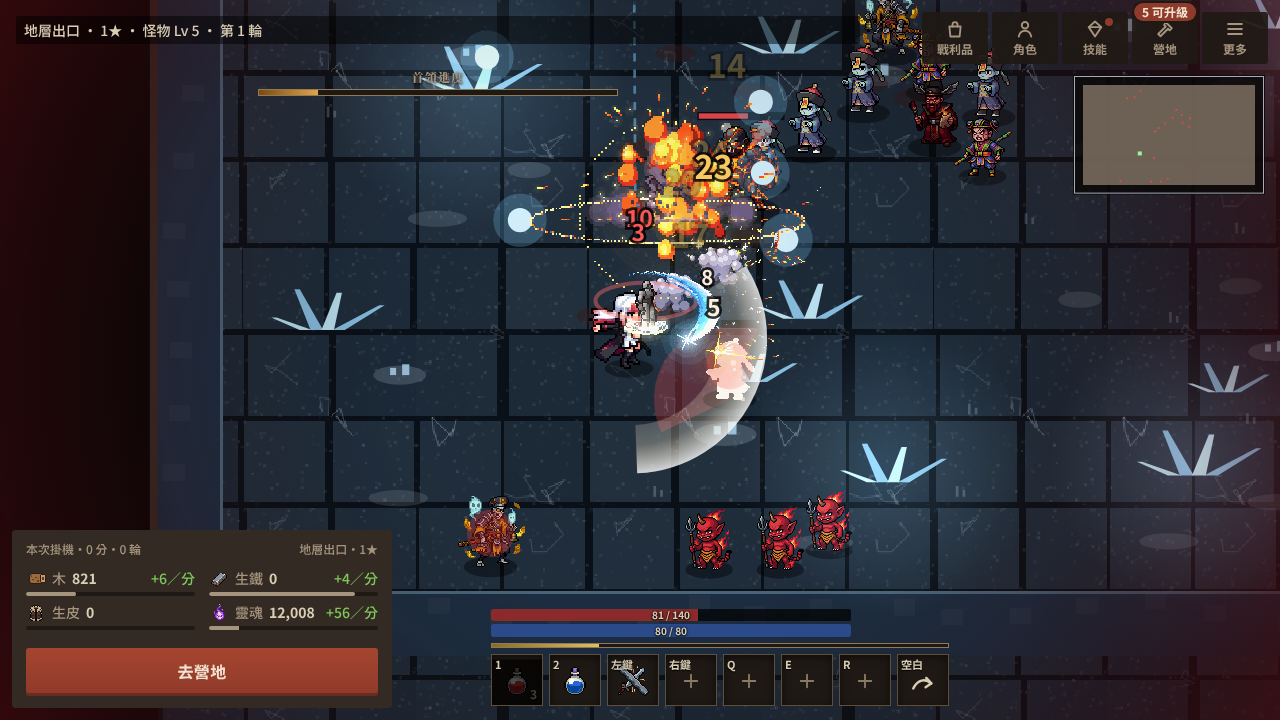 地層出口 · 1★ · 怪物 Lv 5 · 第 1 輪
5 可升級
戰利品
角色
技能
營地
更多
首領進度
14
23
10
3
8
5
本次掛機·0 分·0 輪
地層出口·1★
木 821 +6／分
生鐵 0 +4／分
生皮 0
靈魂 12,008 +56／分
去營地
81 / 140
80 / 80
1
3
2
左鍵
右鍵
Q
E
R
空白